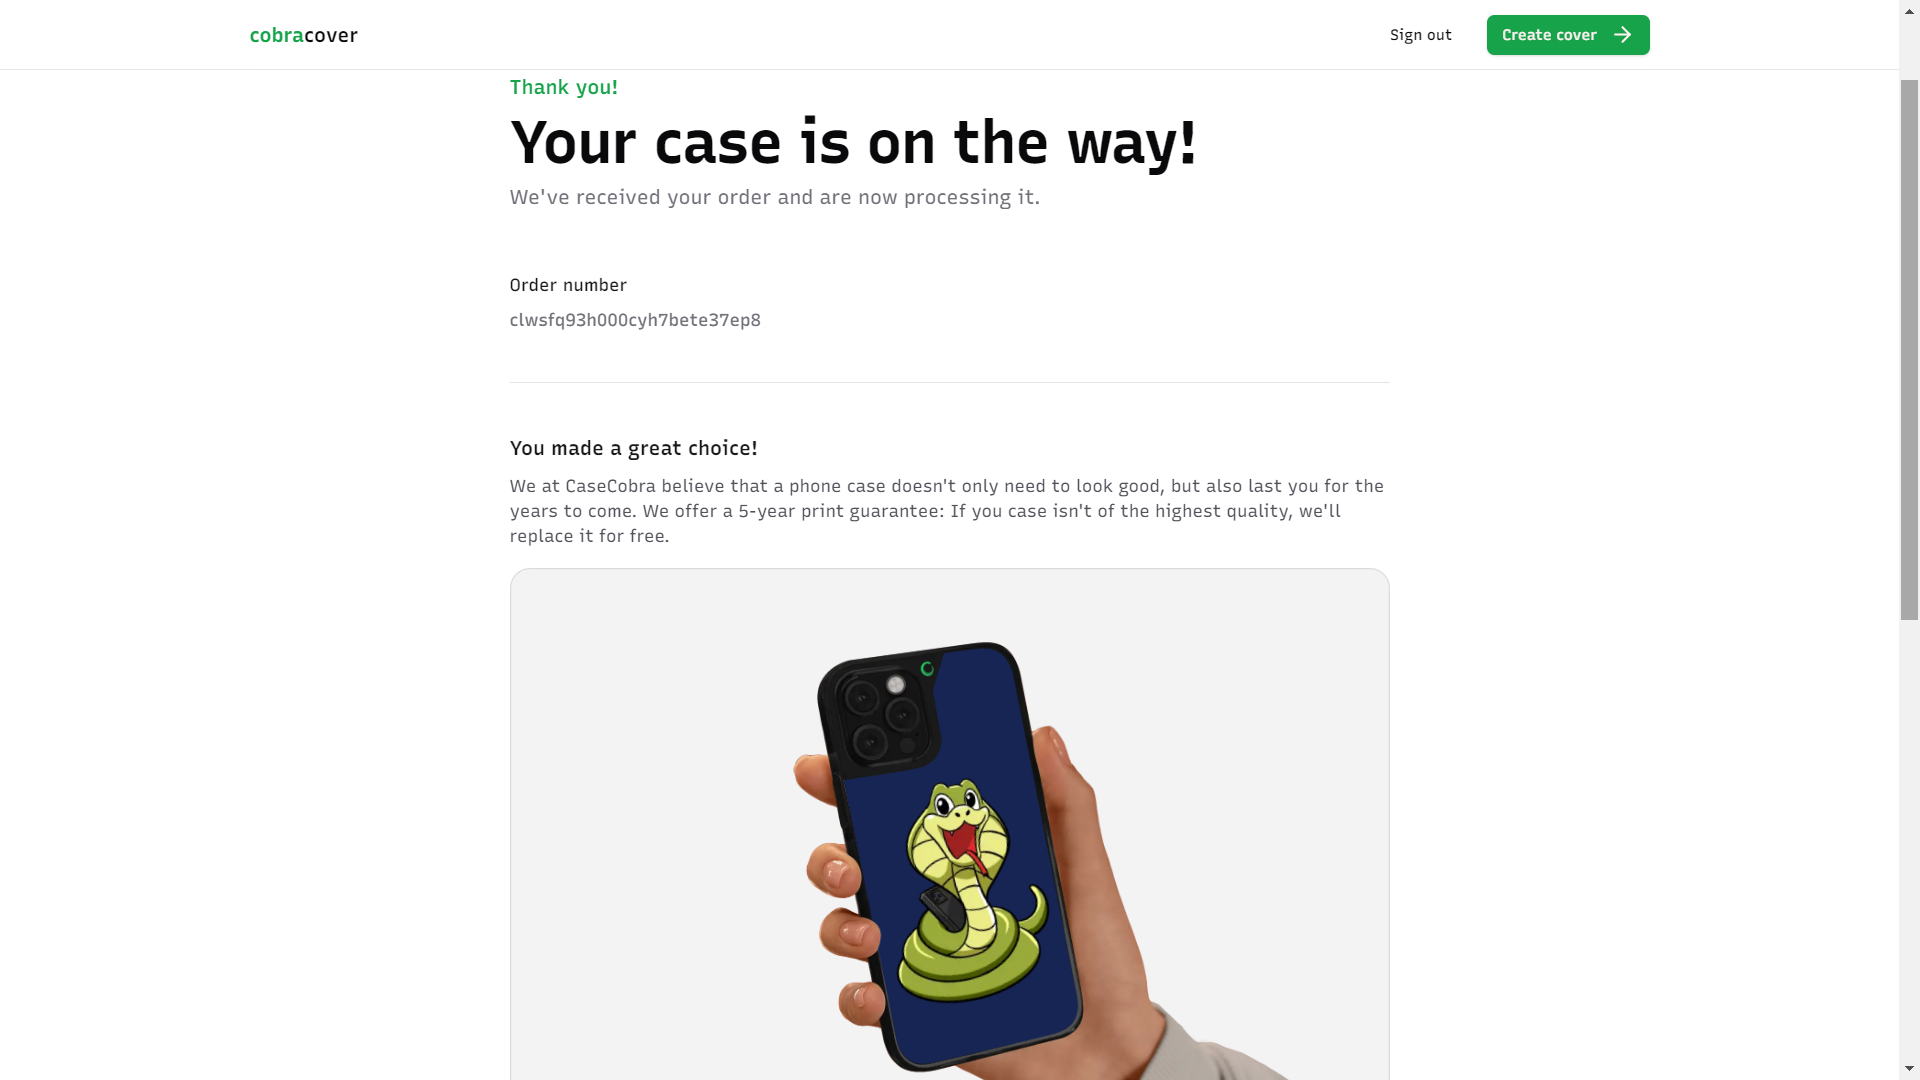 cobracover
Sign out
Create cover
Thank you!
Your case is on the way!
We've received your order and are now processing it.
Order number
clwsfq93h000cyh7bete37ep8
You made a great choice!
We at CaseCobra believe that a phone case doesn't only need to look good, but also last you for the
years to come. We offer a 5-year print guarantee: If you case isn't of the highest quality, we'll
replace it for free.